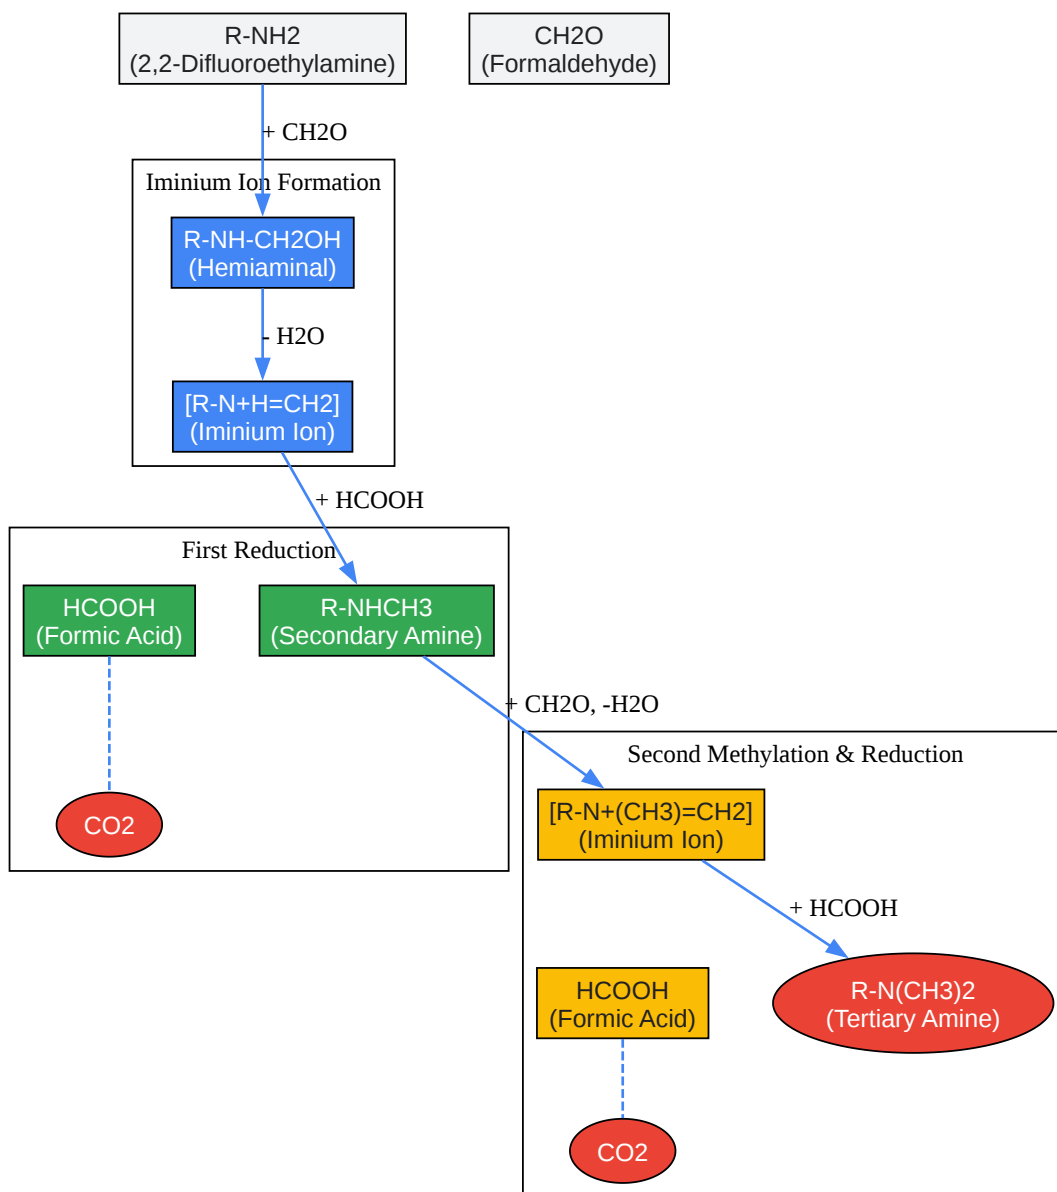 R-NH2
(2,2-Difluoroethylamine)
CH2O
(Formaldehyde)
+ CH2O
Iminium Ion Formation
R-NH-CH2OH
(Hemiaminal)
- H2O
[R-N+H=CH2]
(Iminium Ion)
+ HCOOH
First Reduction
HCOOH
(Formic Acid)
R-NHCH3
(Secondary Amine)
+ CH2O, -H2O
CO2
Second Methylation & Reduction
[R-N+(CH3)=CH2]
(Iminium Ion)
+ HCOOH
HCOOH
(Formic Acid)
R-N(CH3)2
(Tertiary Amine)
CO2